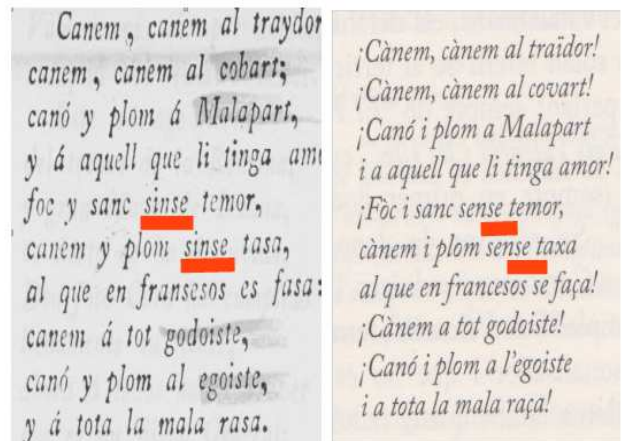 Canem, canem al traydor
canem, canem al cobart;
canó y plom á Malapart,
y á aquell que li tinga
foc y sanc sinse temor,
canem y plom sinse tasa,
al que en fransesos es fasa:
canem á tot godoiste,
canó y plom al egoiste,
y á tota la mala rasa.
¡Cànem, cànem al traïdor!
¡Cànem, cànem al covart!
¡Canó i plom a Malapart
i a aquell que li tinga amor!
¡Fòc i sanc sense temor,
cànem i plom sense taxa
al que en francesos se faça!
¡Cànem a tot godoiste!
¡Canó i plom a l'egoiste
i a tota la mala raça!